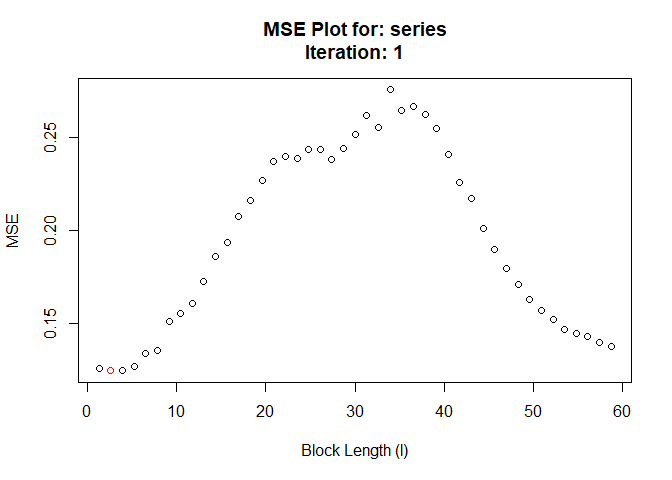 MSE Plot for: series
Iteration: 1
MSE
0.25
0.20
0.15
0 10 20 30 40 50 60
Block Length (l)